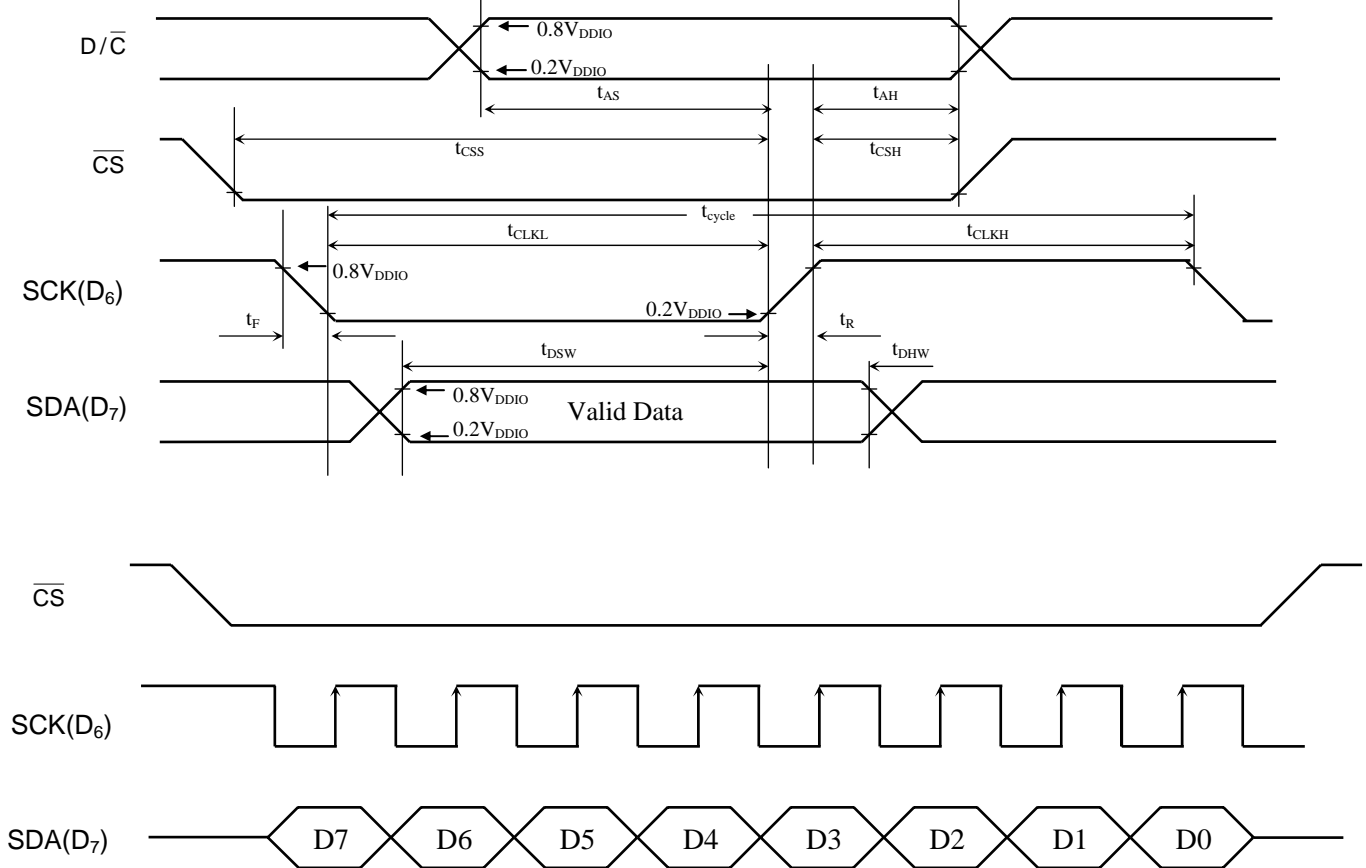 D/C̅
0.8V_DDIO
0.2V_DDIO
t_AS
t_AH
C̅S̅
t_CSS
t_CSH
t_cycle
t_CLKL
t_CLKH
SCK(D₆)
0.8V_DDIO
0.2V_DDIO
t_F
t_R
t_DSW
t_DHW
SDA(D₇)
0.8V_DDIO
Valid Data
0.2V_DDIO
C̅S̅
SCK(D₆)
SDA(D₇) D7 D6 D5 D4 D3 D2 D1 D0